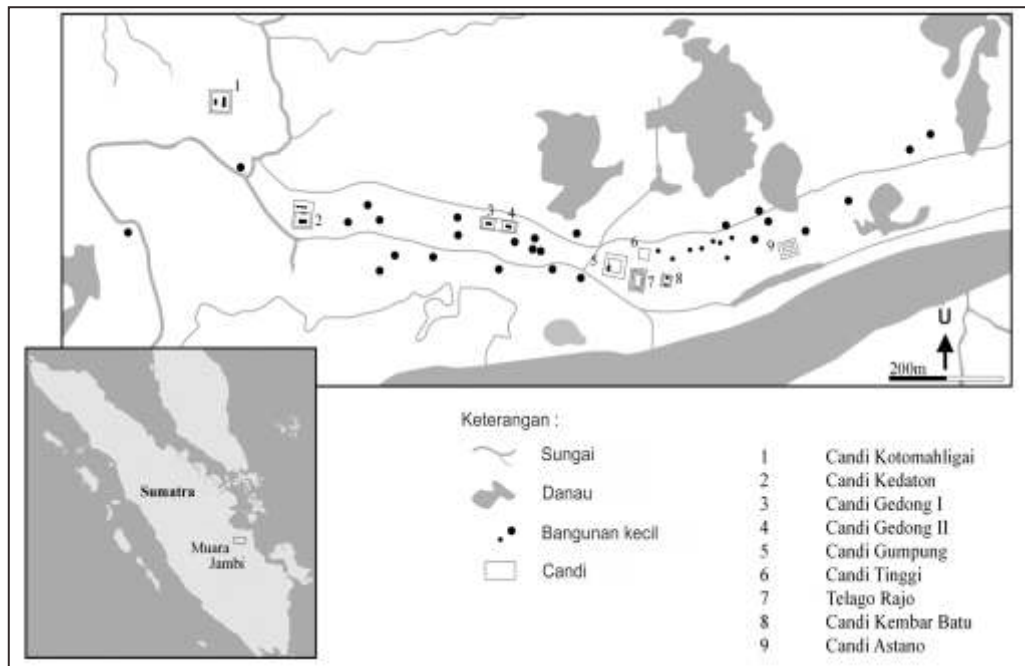 1
2
3
4
5
6
7
8
9
U
200m
Sumatra
Muara
Jambi
Keterangan :
Sungai
Danau
Bangunan kecil
Candi
1 Candi Kotomahligai
2 Candi Kedaton
3 Candi Gedong I
4 Candi Gedong II
5 Candi Gumpung
6 Candi Tinggi
7 Telago Rajo
8 Candi Kembar Batu
9 Candi Astano